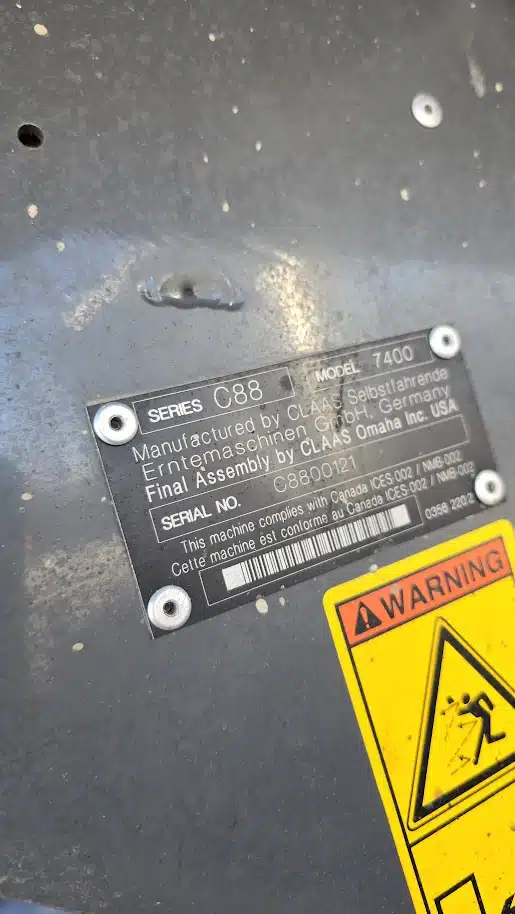 SERIES C88 MODEL 7400
Manufactured by CLAAS Selbstfahrende
Erntemaschinen GmbH, Germany
Final Assembly by CLAAS Omaha Inc. USA
SERIAL NO. C8800121
This machine complies with Canada ICES-002 / NMB-002
Cette machine est conforme au Canada ICES-002 / NMB-002
0358 220.2
WARNING